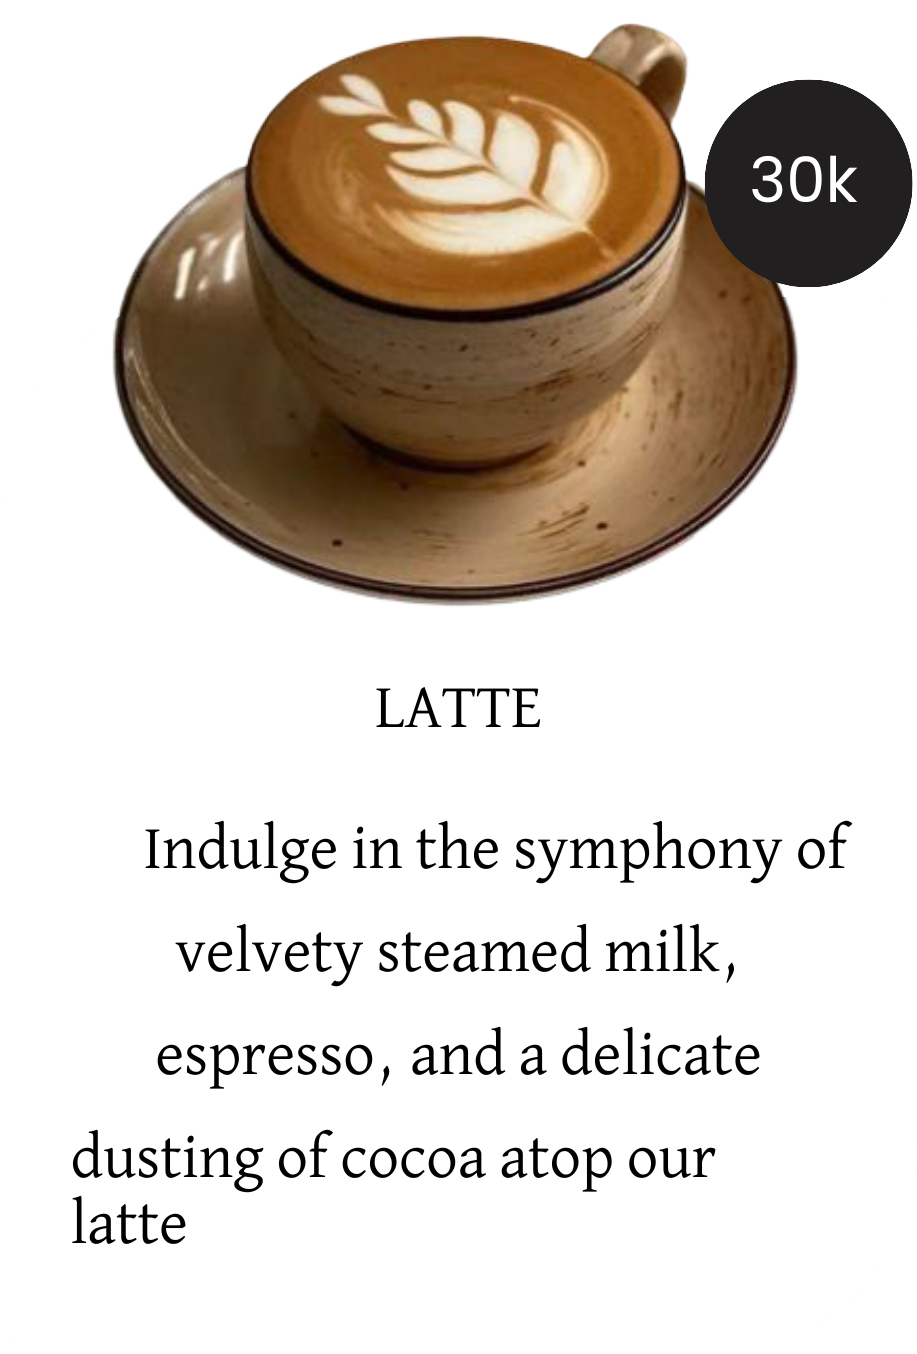 30k
LATTE
Indulge in the symphony of
velvety steamed milk,
espresso, and a delicate
dusting of cocoa atop our
latte